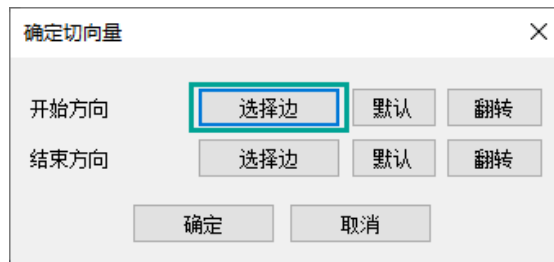 确定切向量
开始方向 选择边 默认 翻转
结束方向 选择边 默认 翻转
确定 取消